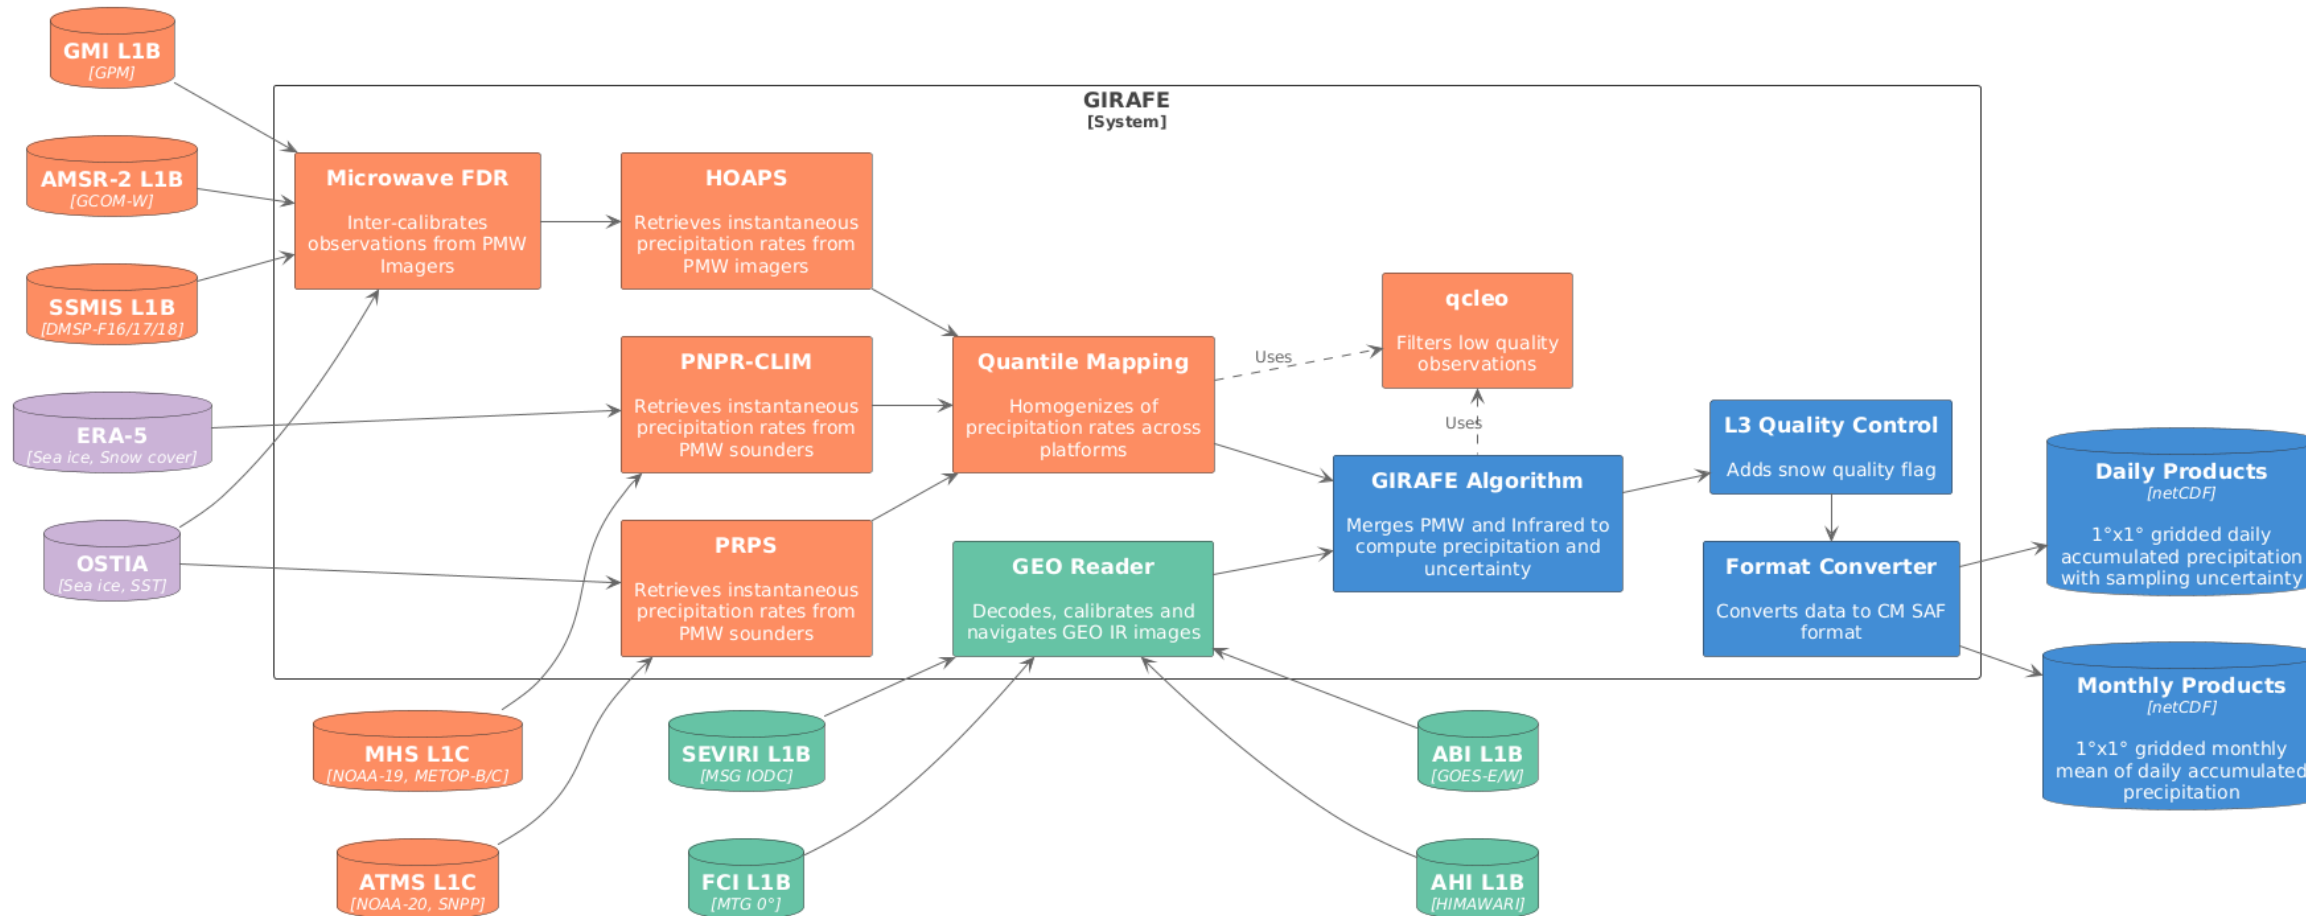 GMI L1B
[GPM]
AMSR-2 L1B
[GCOM-W]
SSMIS L1B
[DMSP-F16/17/18]
ERA-5
[Sea ice, Snow cover]
OSTIA
[Sea ice, SST]
GIRAFE
[System]
Microwave FDR
Inter-calibrates
observations from PMW
Imagers
HOAPS
Retrieves instantaneous
precipitation rates from
PMW imagers
PNPR-CLIM
Retrieves instantaneous
precipitation rates from
PMW sounders
PRPS
Retrieves instantaneous
precipitation rates from
PMW sounders
Quantile Mapping
Homogenizes of
precipitation rates across
platforms
GEO Reader
Decodes, calibrates and
navigates GEO IR images
Uses
qcleo
Filters low quality
observations
Uses
GIRAFE Algorithm
Merges PMW and Infrared to
compute precipitation and
uncertainty
L3 Quality Control
Adds snow quality flag
Format Converter
Converts data to CM SAF
format
Daily Products
[netCDF]
1°x1° gridded daily
accumulated precipitation
with sampling uncertainty
Monthly Products
[netCDF]
1°x1° gridded monthly
mean of daily accumulated
precipitation
MHS L1C
[NOAA-19, METOP-B/C]
ATMS L1C
[NOAA-20, SNPP]
SEVIRI L1B
[MSG IODC]
FCI L1B
[MTG 0°]
ABI L1B
[GOES-E/W]
AHI L1B
[HIMAWARI]